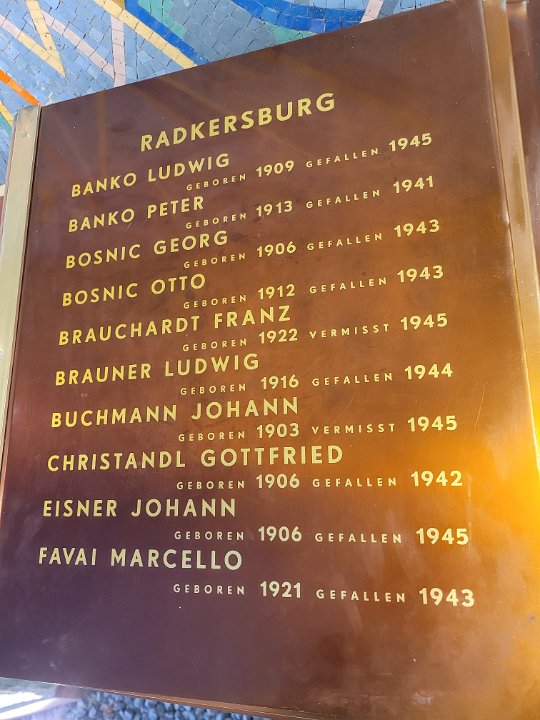 RADKERSBURG
BANKO LUDWIG
GEBOREN 1909 GEFALLEN 1945
BANKO PETER
GEBOREN 1913 GEFALLEN 1941
BOSNIC GEORG
GEBOREN 1906 GEFALLEN 1943
BOSNIC OTTO
GEBOREN 1912 GEFALLEN 1943
BRAUCHARDT FRANZ
GEBOREN 1922 VERMISST 1945
BRAUNER LUDWIG
GEBOREN 1916 GEFALLEN 1944
BUCHMANN JOHANN
GEBOREN 1903 VERMISST 1945
CHRISTANDL GOTTFRIED
GEBOREN 1906 GEFALLEN 1942
EISNER JOHANN
GEBOREN 1906 GEFALLEN 1945
FAVAI MARCELLO
GEBOREN 1921 GEFALLEN 1943